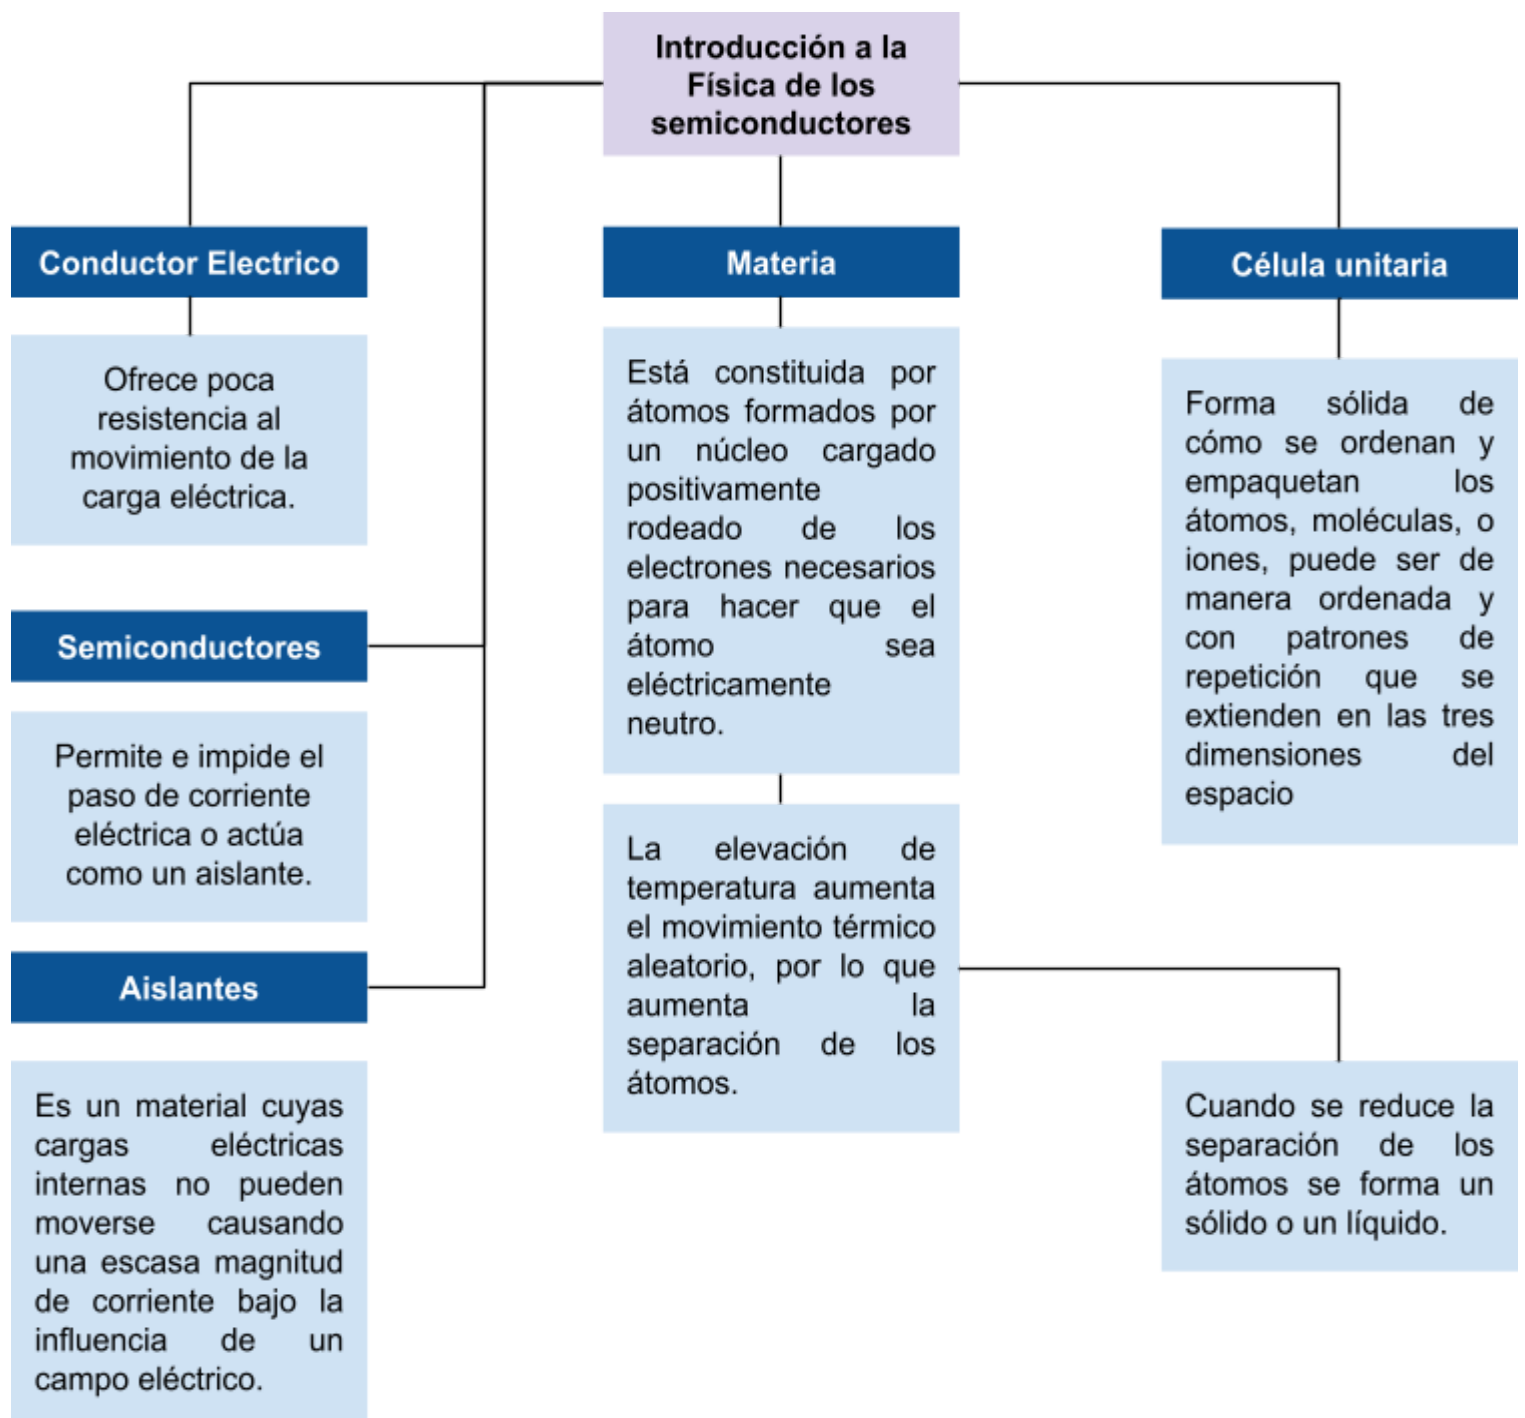 Introducción a la
Física de los
semiconductores
Conductor Electrico
Ofrece poca
resistencia al
movimiento de la
carga eléctrica.
Semiconductores
Permite e impide el
paso de corriente
eléctrica o actúa
como un aislante.
Aislantes
Es un material cuyas
cargas eléctricas
internas no pueden
moverse causando
una escasa magnitud
de corriente bajo la
influencia de un
campo eléctrico.
Materia
Está constituida por
átomos formados por
un núcleo cargado
positivamente
rodeado de los
electrones necesarios
para hacer que el
átomo sea
eléctricamente
neutro.
La elevación de
temperatura aumenta
el movimiento térmico
aleatorio, por lo que
aumenta la
separación de los
átomos.
Célula unitaria
Forma sólida de
cómo se ordenan y
empaquetan los
átomos, moléculas, o
iones, puede ser de
manera ordenada y
con patrones de
repetición que se
extienden en las tres
dimensiones del
espacio
Cuando se reduce la
separación de los
átomos se forma un
sólido o un líquido.